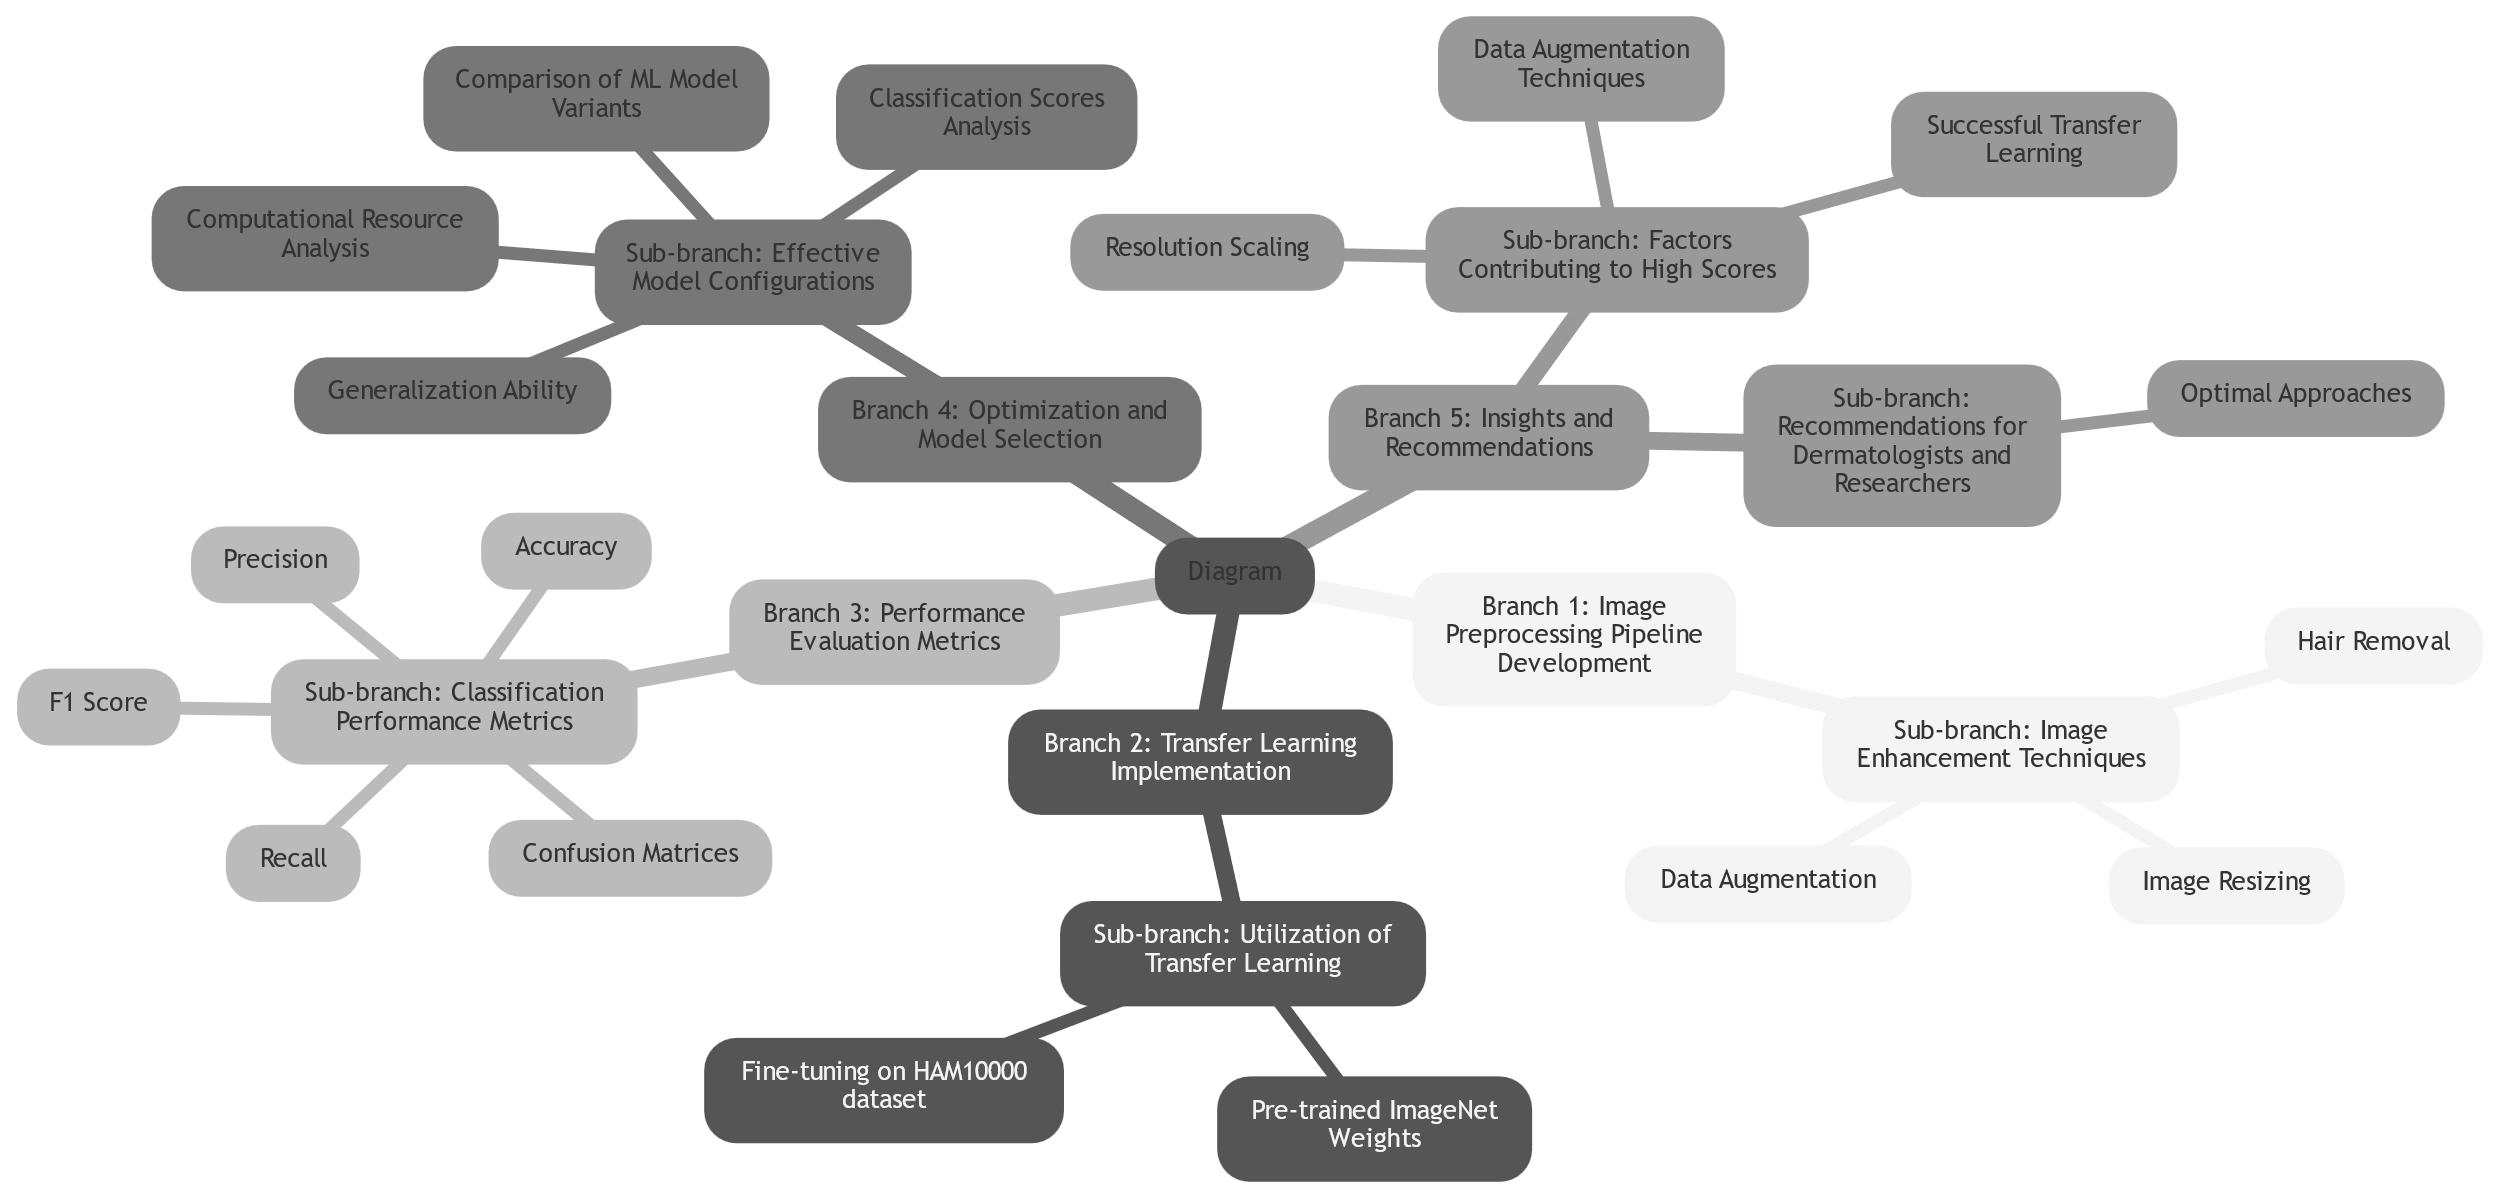 Data Augmentation
Techniques
Comparison of ML Model
Variants
Classification Scores
Analysis
Successful Transfer
Learning
Computational Resource
Analysis
Sub-branch: Effective
Model Configurations
Resolution Scaling
Sub-branch: Factors
Contributing to High Scores
Generalization Ability
Branch 4: Optimization and
Model Selection
Branch 5: Insights and
Recommendations
Sub-branch:
Recommendations for
Dermatologists and
Researchers
Optimal Approaches
Precision
Accuracy
Diagram
Branch 3: Performance
Evaluation Metrics
Branch 1: Image
Preprocessing Pipeline
Development
Hair Removal
F1 Score
Sub-branch: Classification
Performance Metrics
Branch 2: Transfer Learning
Implementation
Sub-branch: Image
Enhancement Techniques
Recall
Confusion Matrices
Data Augmentation
Image Resizing
Sub-branch: Utilization of
Transfer Learning
Fine-tuning on HAM10000
dataset
Pre-trained ImageNet
Weights